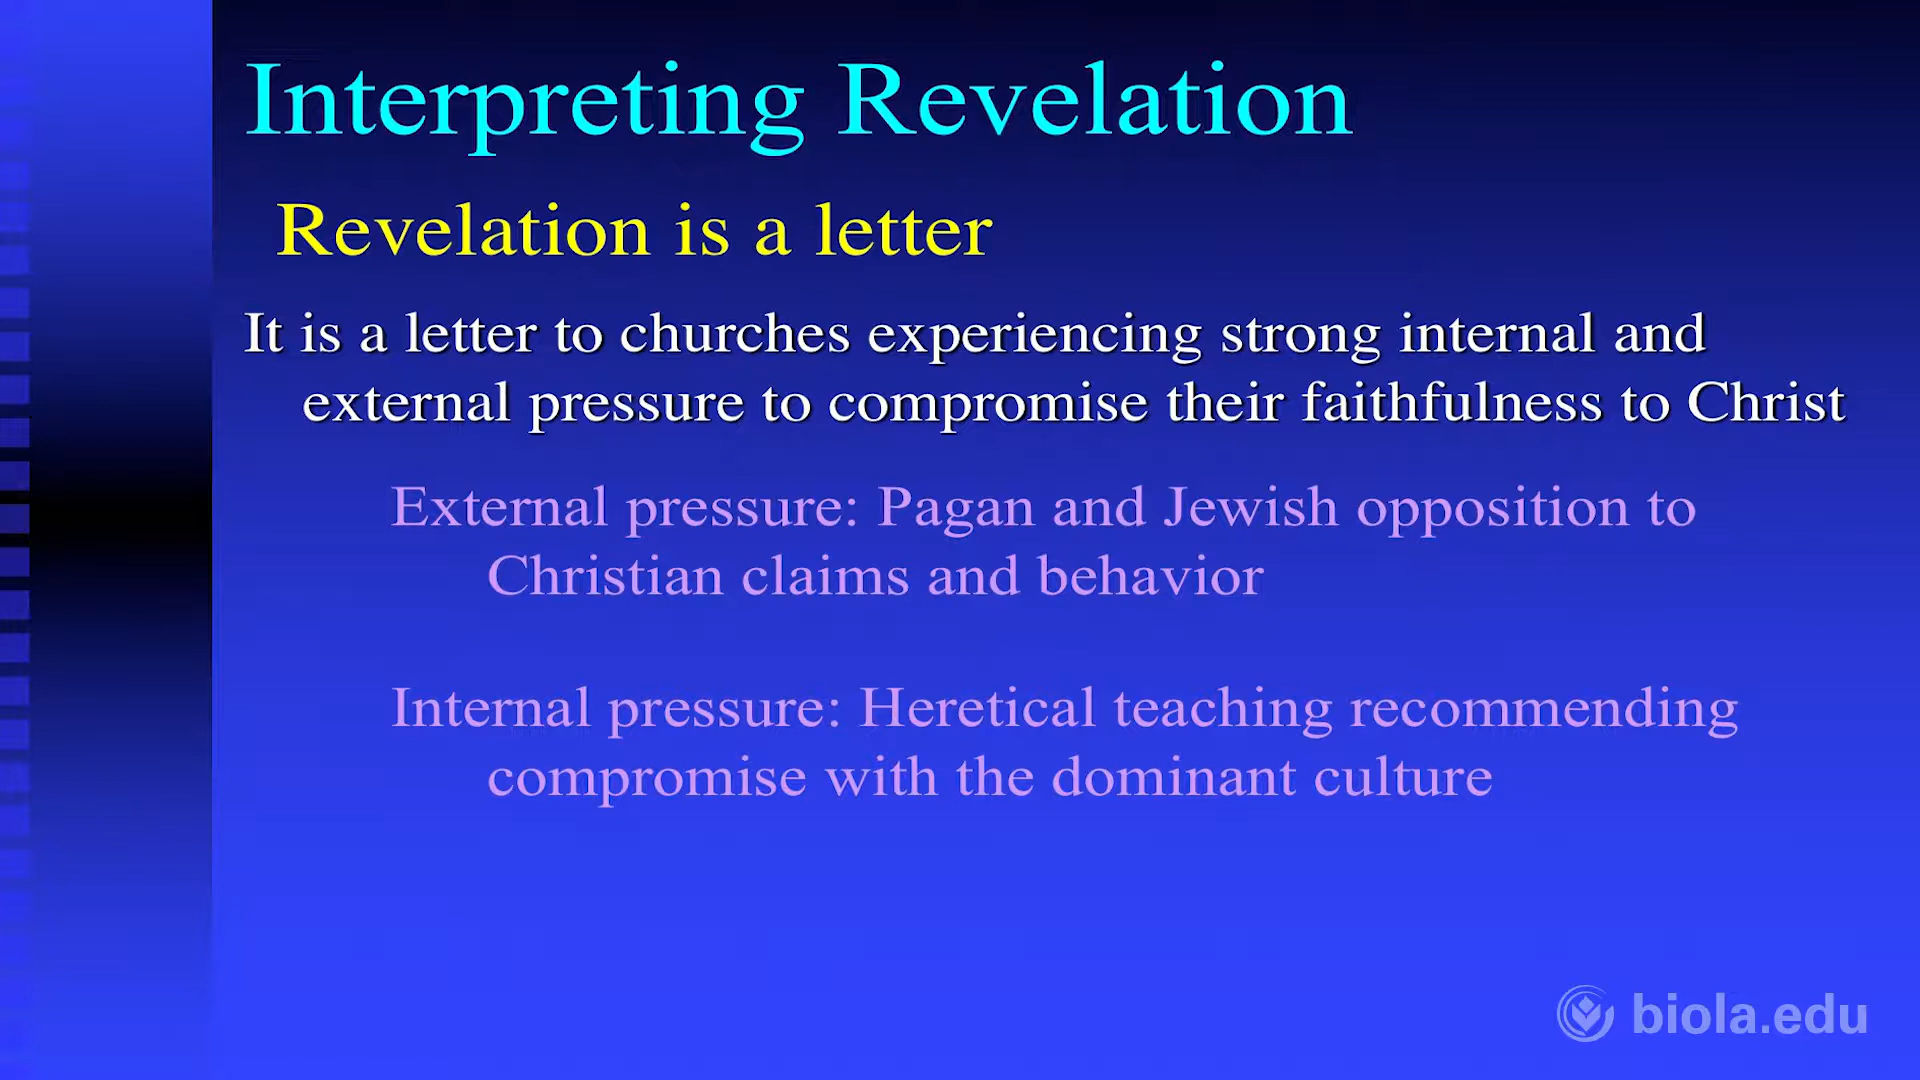 Interpreting Revelation
Revelation is a letter
It is a letter to churches experiencing strong internal and
external pressure to compromise their faithfulness to Christ
External pressure: Pagan and Jewish opposition to
Christian claims and behavior
Internal pressure: Heretical teaching recommending
compromise with the dominant culture
biola.edu